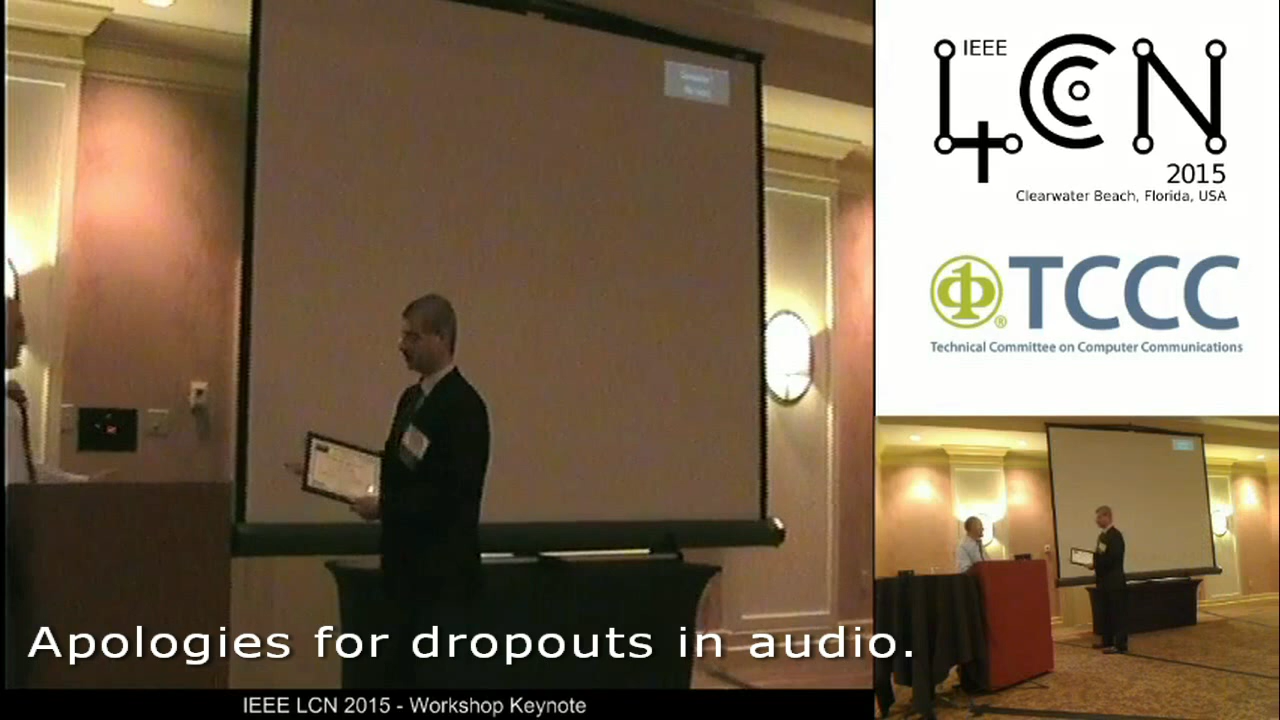 IEEE
LCN
2015
Clearwater Beach, Florida, USA
TCCC
Technical Committee on Computer Communications
Apologies for dropouts in audio.
IEEE LCN 2015 - Workshop Keynote